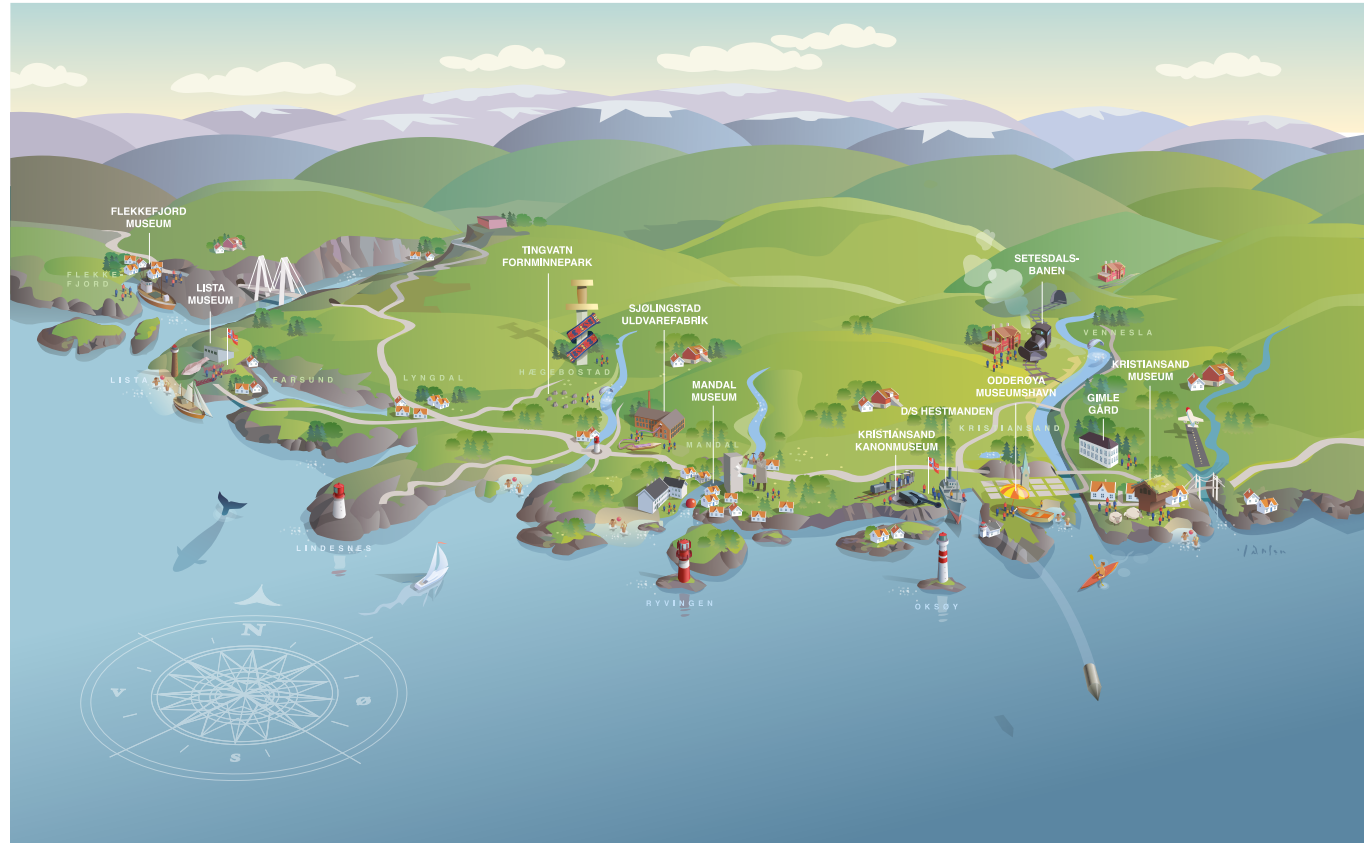 FLEKKEFJORD
MUSEUM
TINGVATN
FORNMINNEPARK
SETESDALS-
BANEN
FLEKKE-
FJORD
LISTA
MUSEUM
SJØLINGSTAD
ULDVAREFABRIK
VENNESLA
KRISTIANSAND
MUSEUM
LISTA
FARSUND
LYNGDAL
HÆGEBOSTAD
MANDAL
MUSEUM
ODDERØYA
MUSEUMSHAVN
GIMLE
GÅRD
D/S HESTMANDEN
KRISTIANSAND
KRISTIANSAND
KANONMUSEUM
MANDAL
LINDESNES
RYVINGEN
OKSØY
N
V
Ø
S